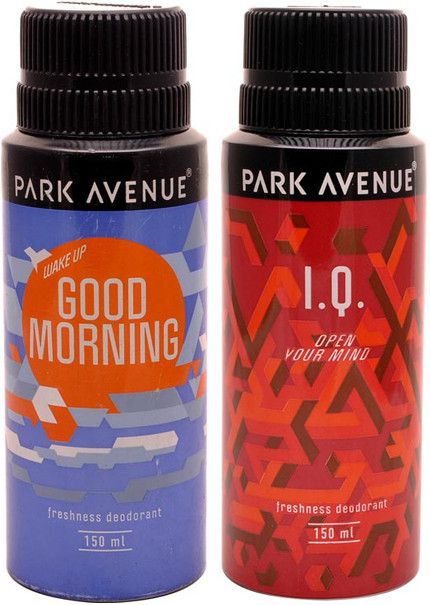 PARK AVENUE®
WAKE UP
GOOD
MORNING
freshness deodorant
150 ml
PARK AVENUE®
I.Q.
OPEN
YOUR MIND
freshness deodorant
150 ml